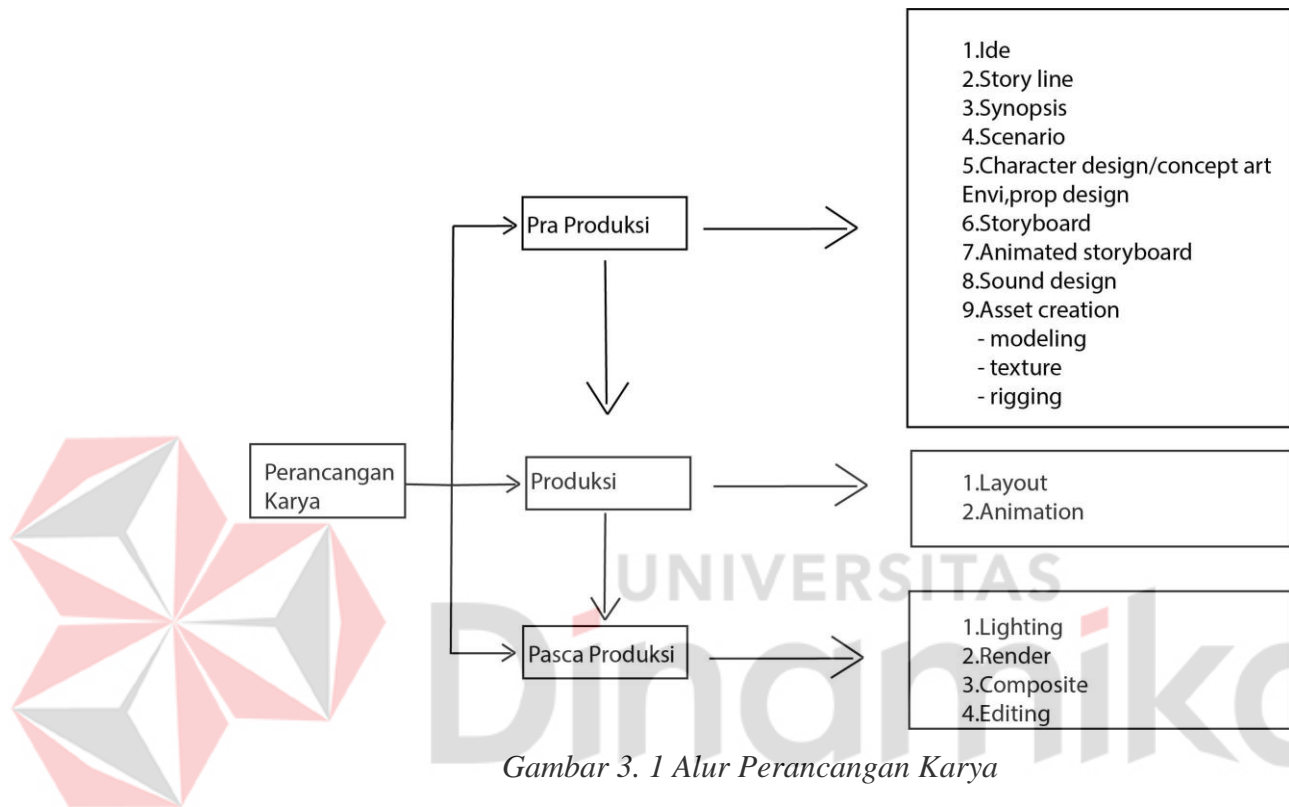 Perancangan
Karya
Pra Produksi
1.Ide
2.Story line
3.Synopsis
4.Scenario
5.Character design/concept art
Envi,prop design
6.Storyboard
7.Animated storyboard
8.Sound design
9.Asset creation
- modeling
- texture
- rigging
Produksi
1.Layout
2.Animation
Pasca Produksi
1.Lighting
2.Render
3.Composite
4.Editing
UNIVERSITAS
Dinamika
Gambar 3. 1 Alur Perancangan Karya